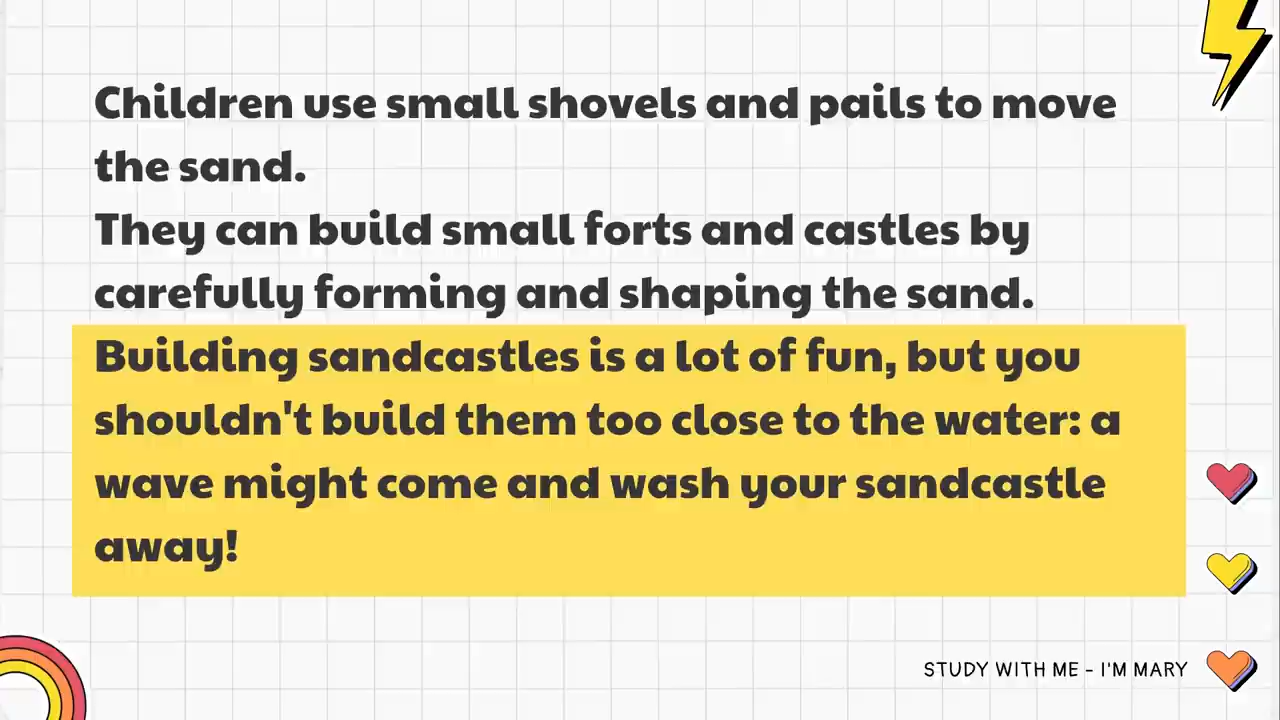 Children use small shovels and pails to move
the sand.
They can build small forts and castles by
carefully forming and shaping the sand.
Building sandcastles is a lot of fun, but you
shouldn't build them too close to the water: a
wave might come and wash your sandcastle
away!
STUDY WITH ME - I'M MARY